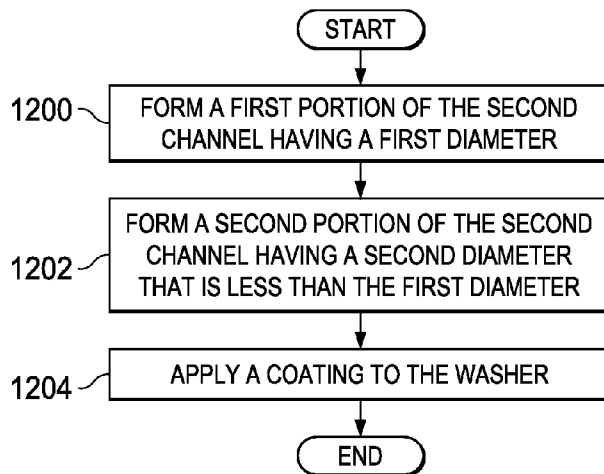 START
1200
FORM A FIRST PORTION OF THE SECOND
CHANNEL HAVING A FIRST DIAMETER
1202
FORM A SECOND PORTION OF THE SECOND
CHANNEL HAVING A SECOND DIAMETER
THAT IS LESS THAN THE FIRST DIAMETER
1204
APPLY A COATING TO THE WASHER
END